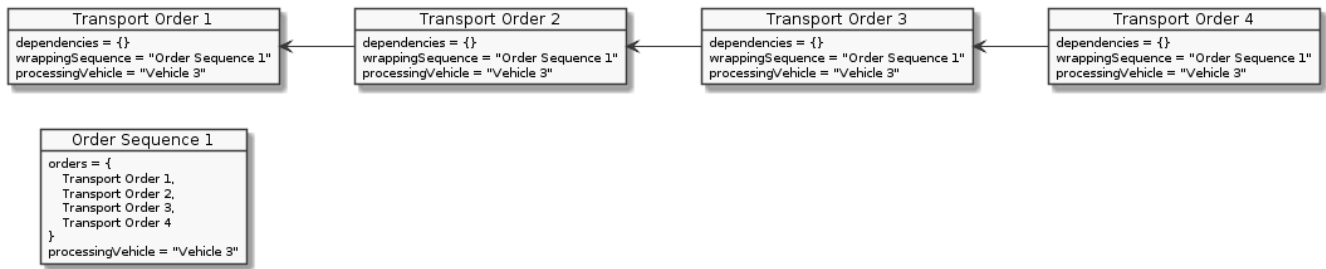 Transport Order 1
dependencies = {}
wrappingSequence = "Order Sequence 1"
processingVehicle = "Vehicle 3"
Transport Order 2
dependencies = {}
wrappingSequence = "Order Sequence 1"
processingVehicle = "Vehicle 3"
Transport Order 3
dependencies = {}
wrappingSequence = "Order Sequence 1"
processingVehicle = "Vehicle 3"
Transport Order 4
dependencies = {}
wrappingSequence = "Order Sequence 1"
processingVehicle = "Vehicle 3"
Order Sequence 1
orders = {
Transport Order 1,
Transport Order 2,
Transport Order 3,
Transport Order 4
}
processingVehicle = "Vehicle 3"